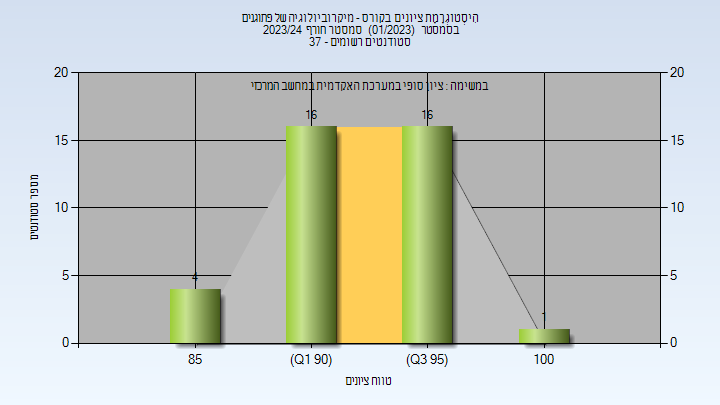 היסטוגרמת ציונים בקורס - מיקרוביולוגיה של פתוגנים
בסמסטר (01/2023) סמסטר חורף 2023/24
סטודנטים רשומים - 37
במשימה : ציון סופי במערכת האקדמית במחשב המרכזי
20 20
15 15
10 10
5 5
0 0
4
16
16
1
מספר סטודנטים
85 (Q1 90) (Q3 95) 100
טווח ציונים